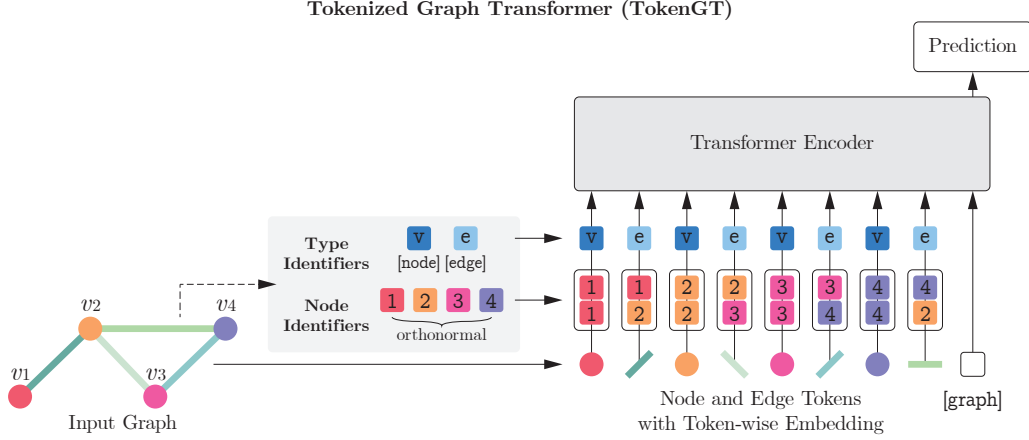 Tokenized Graph Transformer (TokenGT)
Prediction
Transformer Encoder
v e v e v e v e
Type
Identifiers
v e
[node] [edge]
Node
Identifiers
1 2 3 4
orthonormal
1 1 2 2 3 3 4 4
1 2 2 3 3 4 4 2
v2
v4
v1
v3
Input Graph
Node and Edge Tokens
with Token-wise Embedding
[graph]